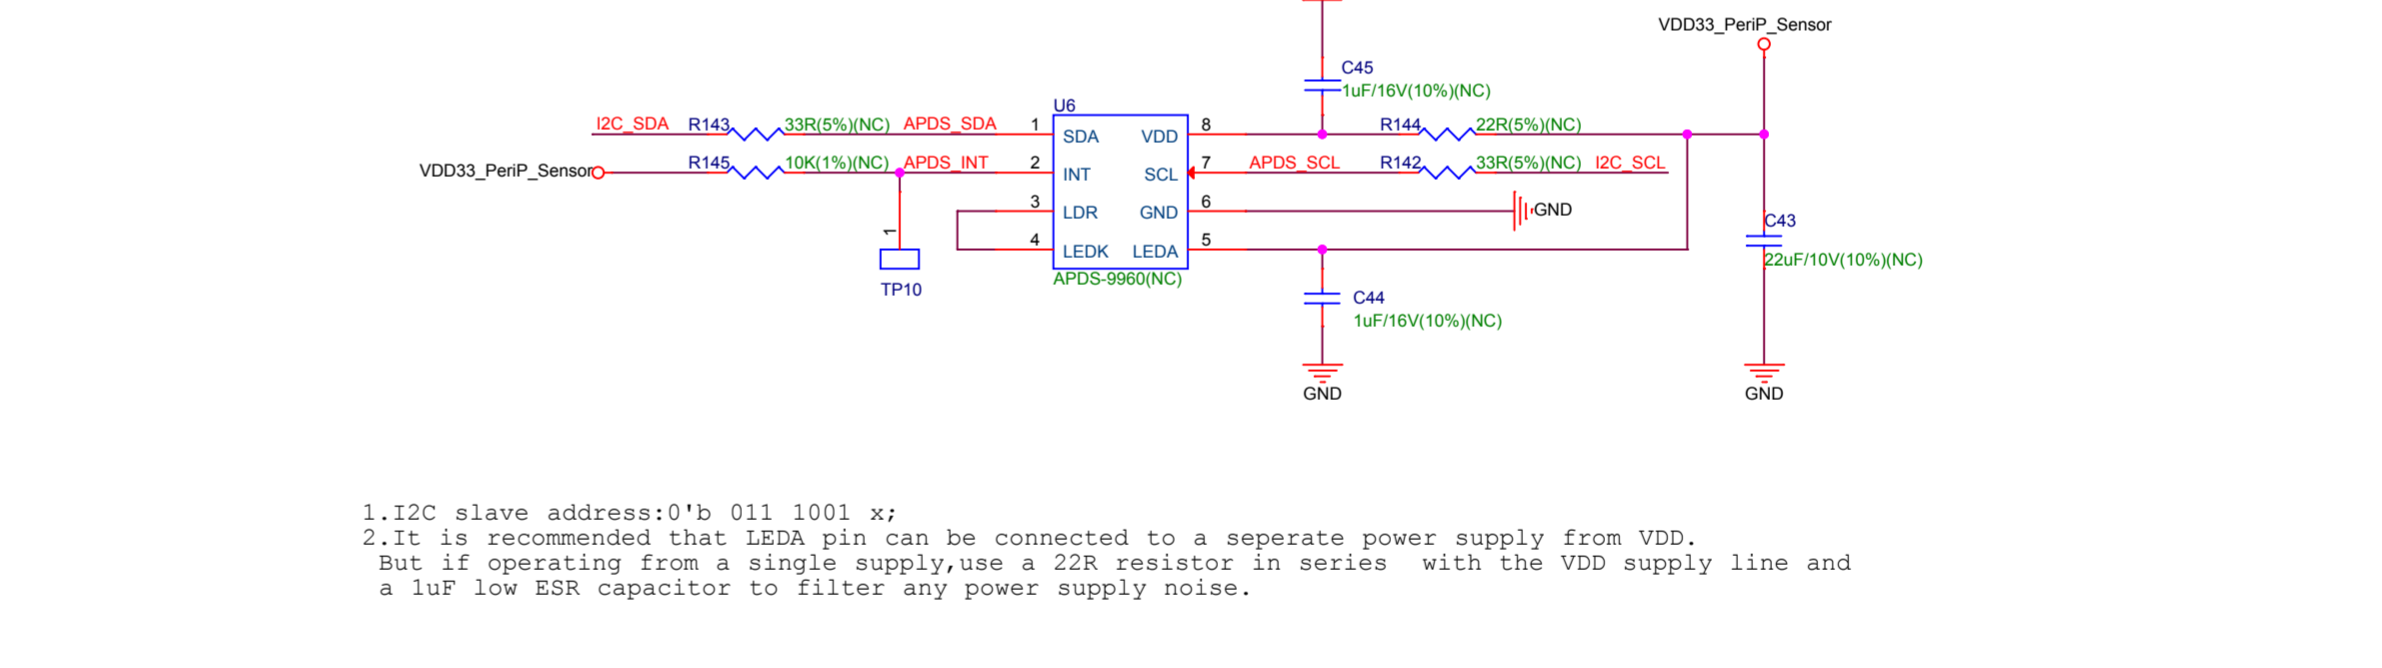 VDD33_PeriP_Sensor
C45
1uF/16V(10%)(NC)
U6
I2C_SDA R143 33R(5%)(NC) APDS_SDA 1 SDA VDD 8 R144 22R(5%)(NC)
VDD33_PeriP_Sensor R145 10K(1%)(NC) APDS_INT 2 INT SCL 7 APDS_SCL R142 33R(5%)(NC) I2C_SCL
3 LDR GND 6 GND
C43
1 4 LEDK LEDA 5
22uF/10V(10%)(NC)
APDS-9960(NC)
TP10
C44
1uF/16V(10%)(NC)
GND GND
1.I2C slave address:0'b 011 1001 x;
2.It is recommended that LEDA pin can be connected to a seperate power supply from VDD.
But if operating from a single supply,use a 22R resistor in series with the VDD supply line and
a 1uF low ESR capacitor to filter any power supply noise.